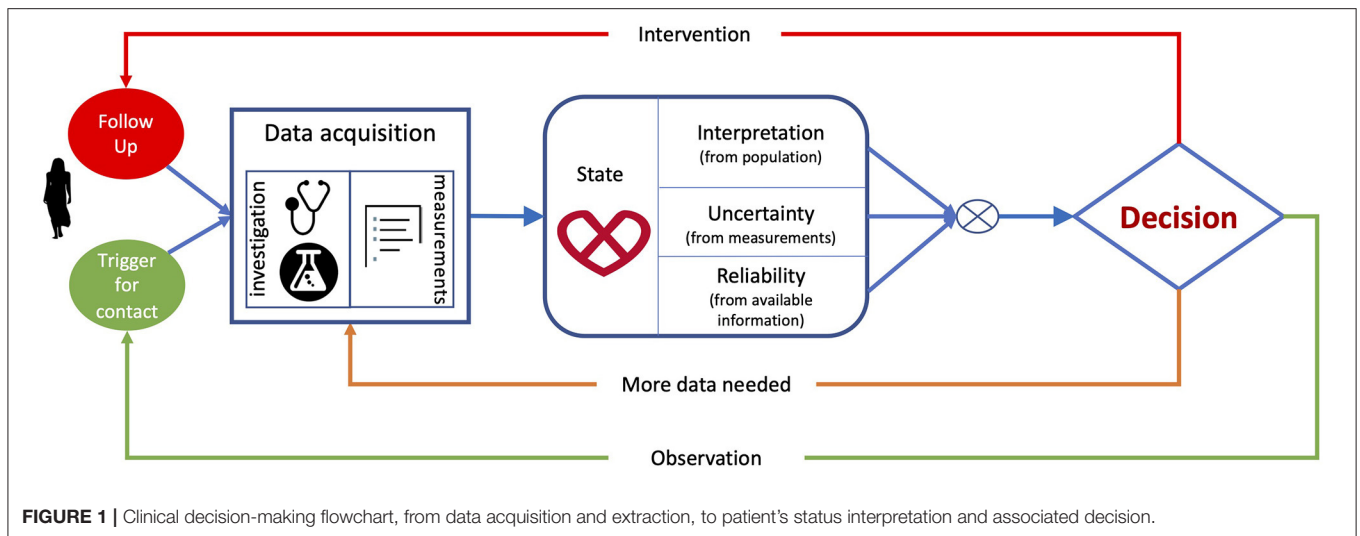 Intervention
Follow
Up
Data acquisition
investigation
measurements
Trigger
for
contact
State
Interpretation
(from population)
Uncertainty
(from measurements)
Reliability
(from available
information)
Decision
More data needed
Observation
FIGURE 1 | Clinical decision-making flowchart, from data acquisition and extraction, to patient's status interpretation and associated decision.